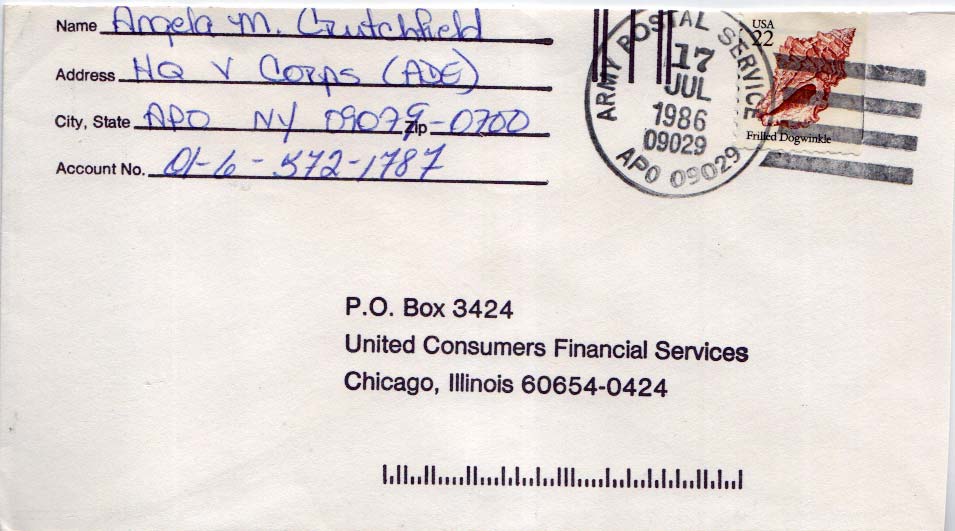 Name Angela M. Crutchfield
Address HQ V Corps (ADE)
City, State APO NY 09079 Zip -0700
Account No. 01-6-572-1787
ARMY POSTAL SERVICE
17
JUL
1986
09029
APO 09029
USA
22
Frilled Dogwinkle
P.O. Box 3424
United Consumers Financial Services
Chicago, Illinois 60654-0424